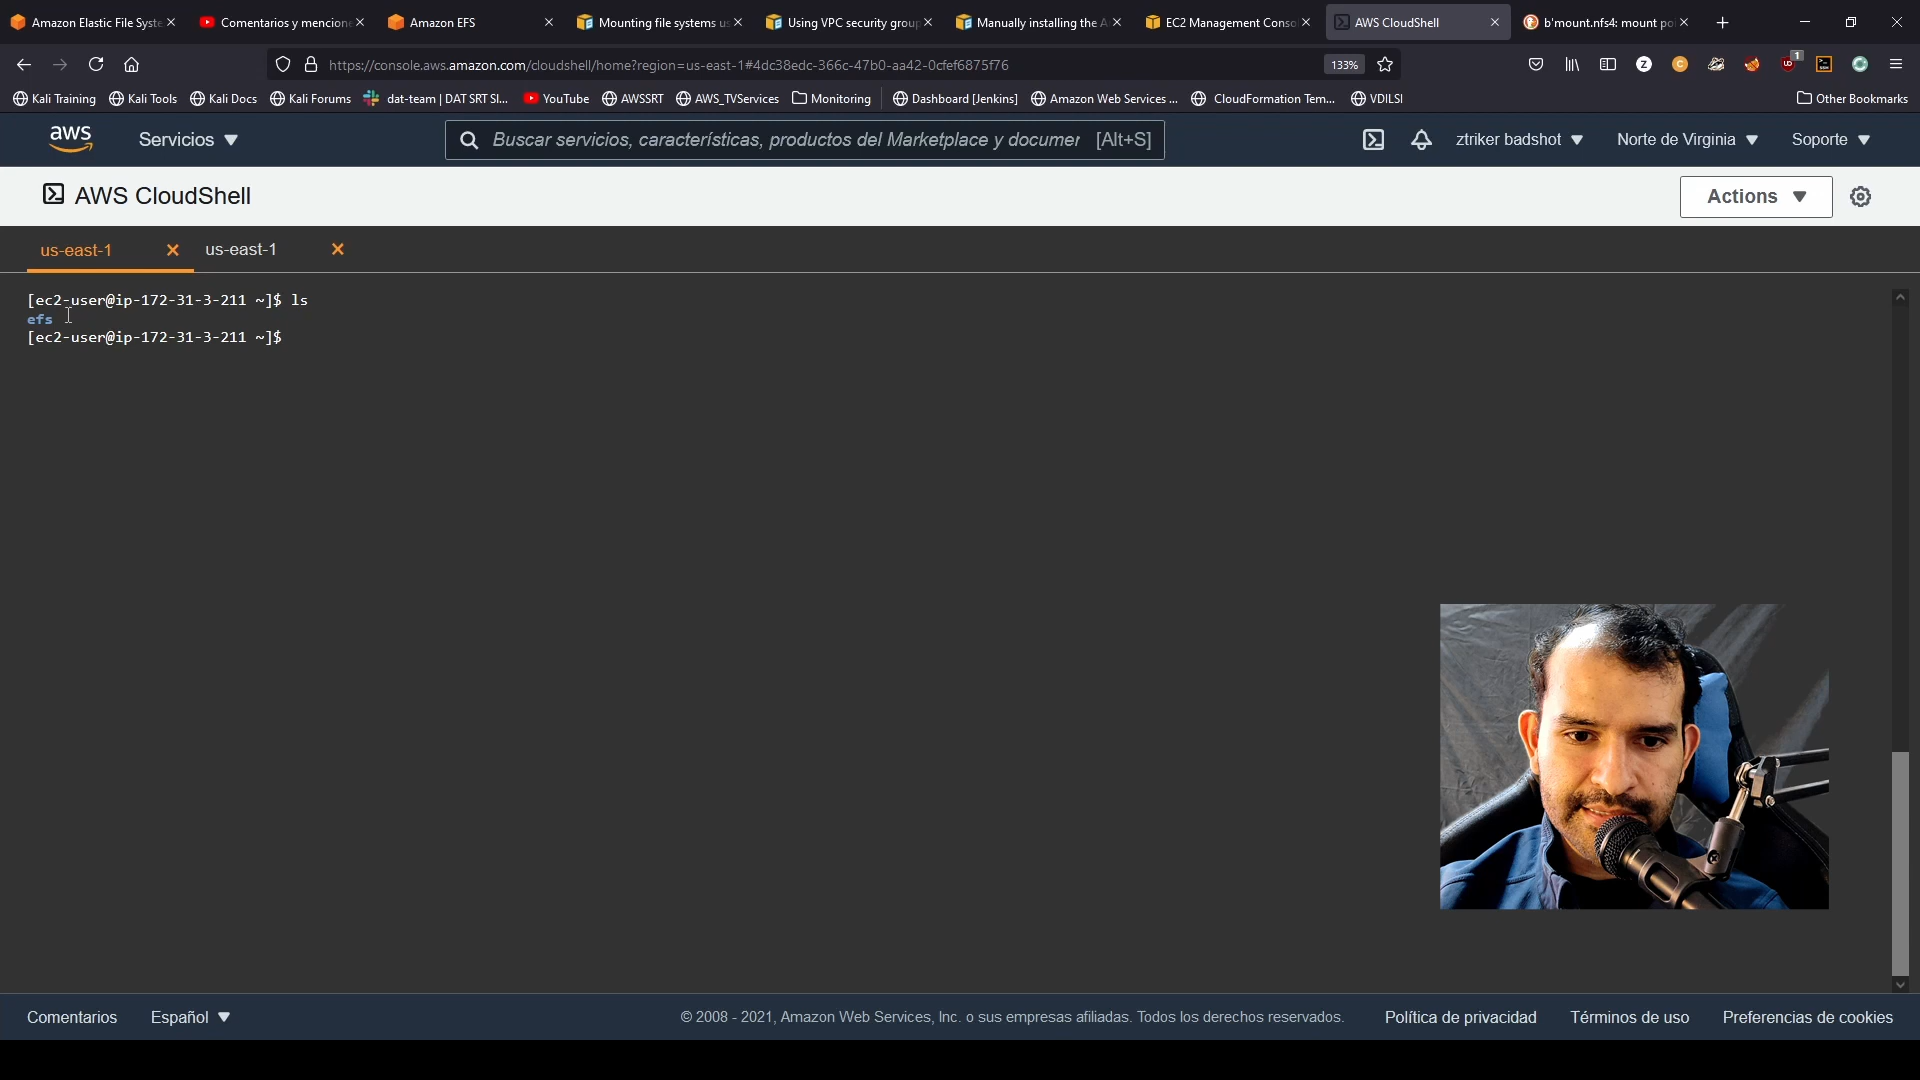 Amazon Elastic File Syste
Comentarios y mencione
Amazon EFS
Mounting file systems u
Using VPC security group
Manually installing the A
EC2 Management Conso
AWS CloudShell
b'mount.nfs4: mount poi
https://console.aws.amazon.com/cloudshell/home?region=us-east-1#4dc38edc-366c-47b0-aa42-0cfef6875f76
133%
1
Kali Training
Kali Tools
Kali Docs
Kali Forums
dat-team | DAT SRT Sl...
YouTube
AWSSRT
AWS_TVServices
Monitoring
Dashboard [Jenkins]
Amazon Web Services ...
CloudFormation Tem...
VDILSI
Other Bookmarks
aws
Servicios
Buscar servicios, características, productos del Marketplace y documer
[Alt+S]
ztriker badshot
Norte de Virginia
Soporte
AWS CloudShell
Actions
us-east-1
us-east-1
[ec2-user@ip-172-31-3-211 ~]$ ls
efs
[ec2-user@ip-172-31-3-211 ~]$
Comentarios
Español
© 2008 - 2021, Amazon Web Services, Inc. o sus empresas afiliadas. Todos los derechos reservados.
Política de privacidad
Términos de uso
Preferencias de cookies